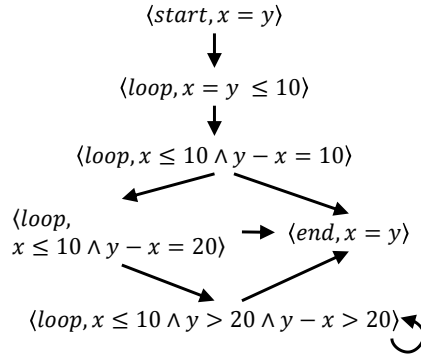 ⟨start, x = y⟩
⟨loop, x = y ≤ 10⟩
⟨loop, x ≤ 10 ∧ y − x = 10⟩
⟨loop,
x ≤ 10 ∧ y − x = 20⟩
⟨end, x = y⟩
⟨loop, x ≤ 10 ∧ y > 20 ∧ y − x > 20⟩